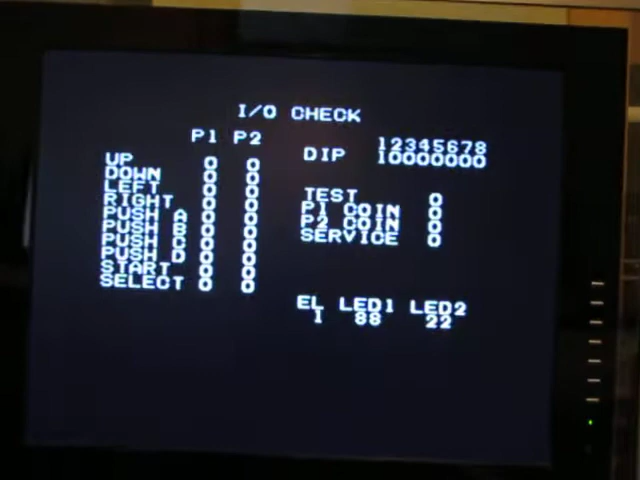 I/O CHECK
P1 P2
UP 0 0
DOWN 0 0
LEFT 0 0
RIGHT 0 0
PUSH A 0 0
PUSH B 0 0
PUSH C 0 0
PUSH D 0 0
START 0 0
SELECT 0 0
12345678
DIP 10000000
TEST 0
P1 COIN 0
P2 COIN 0
SERVICE 0
EL LED1 LED2
1 88 22